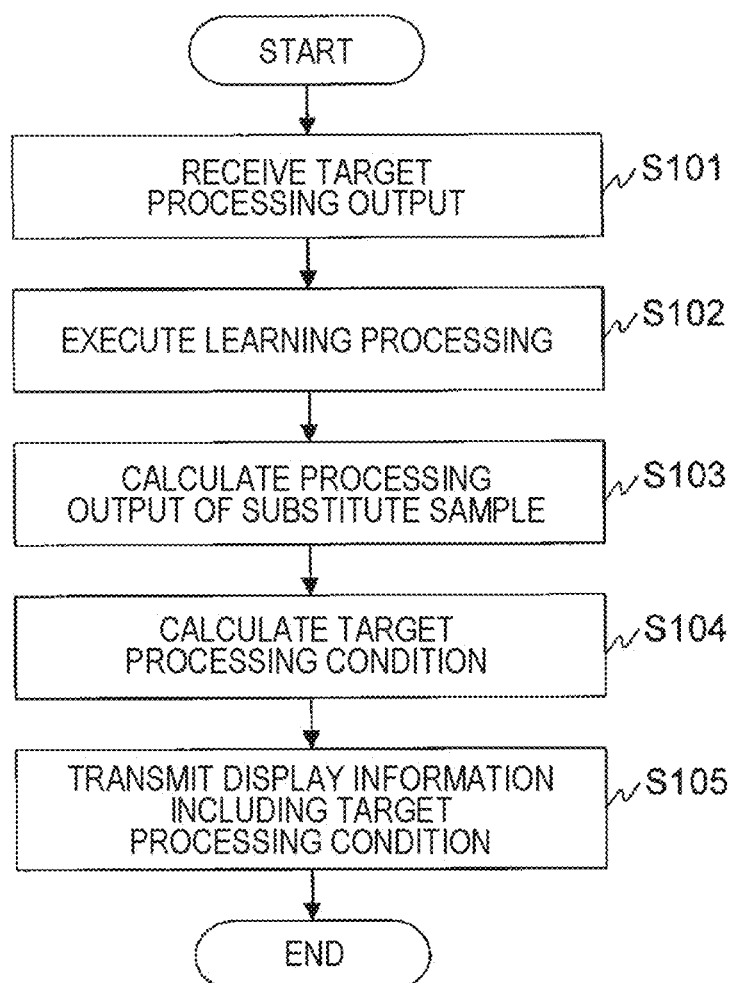 START
RECEIVE TARGET
PROCESSING OUTPUT
S101
EXECUTE LEARNING PROCESSING
S102
CALCULATE PROCESSING
OUTPUT OF SUBSTITUTE SAMPLE
S103
CALCULATE TARGET
PROCESSING CONDITION
S104
TRANSMIT DISPLAY INFORMATION
INCLUDING TARGET
PROCESSING CONDITION
S105
END